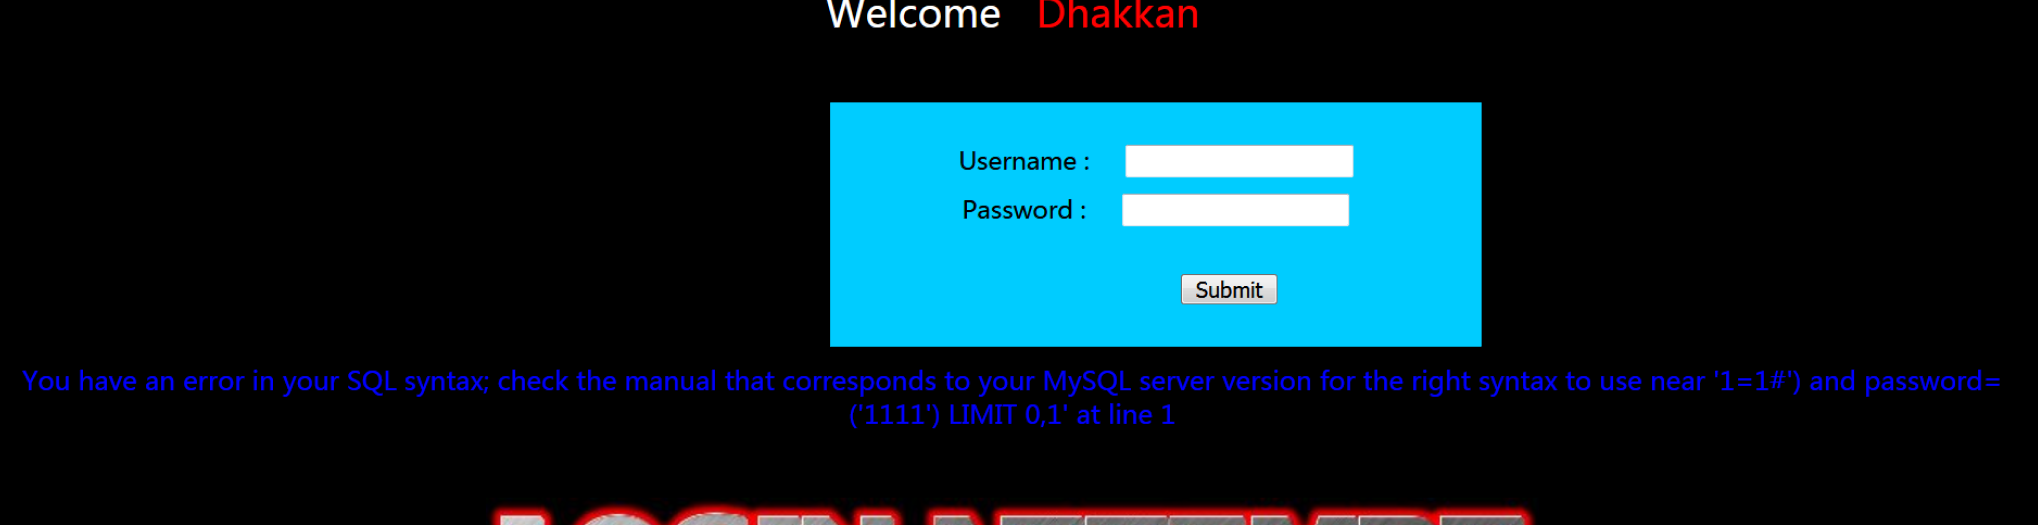 Welcome Dhakkan
Username :
Password :
Submit
You have an error in your SQL syntax; check the manual that corresponds to your MySQL server version for the right syntax to use near '1=1#') and password=
('1111') LIMIT 0,1' at line 1